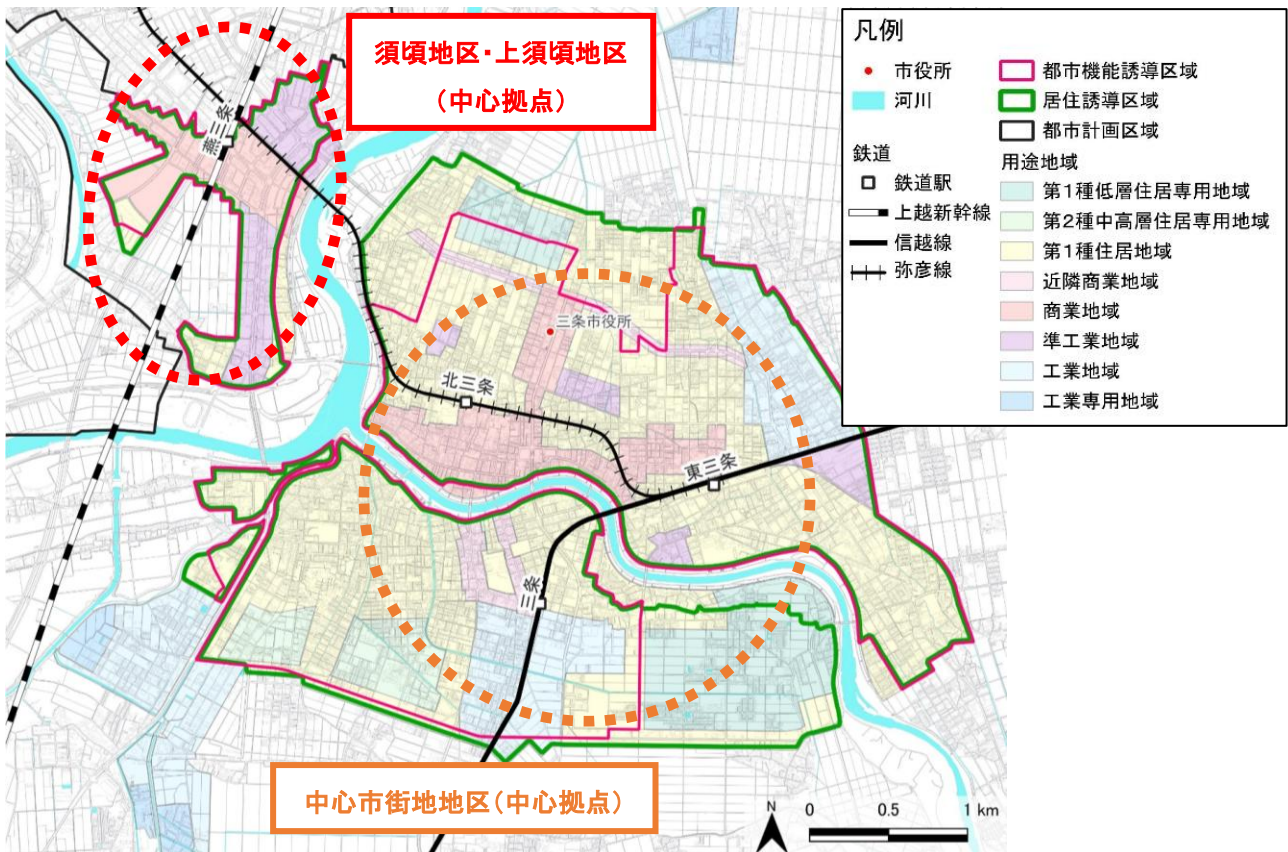 須頃地区・上須頃地区
（中心拠点）
凡例
市役所
河川
鉄道
鉄道駅
上越新幹線
信越線
弥彦線
都市機能誘導区域
居住誘導区域
都市計画区域
用途地域
第1種低層住居専用地域
第2種中高層住居専用地域
第1種住居地域
近隣商業地域
商業地域
準工業地域
工業地域
工業専用地域
燕三条
三条市役所
北三条
東三条
三条
中心市街地地区（中心拠点）
N
0 0.5 1 km